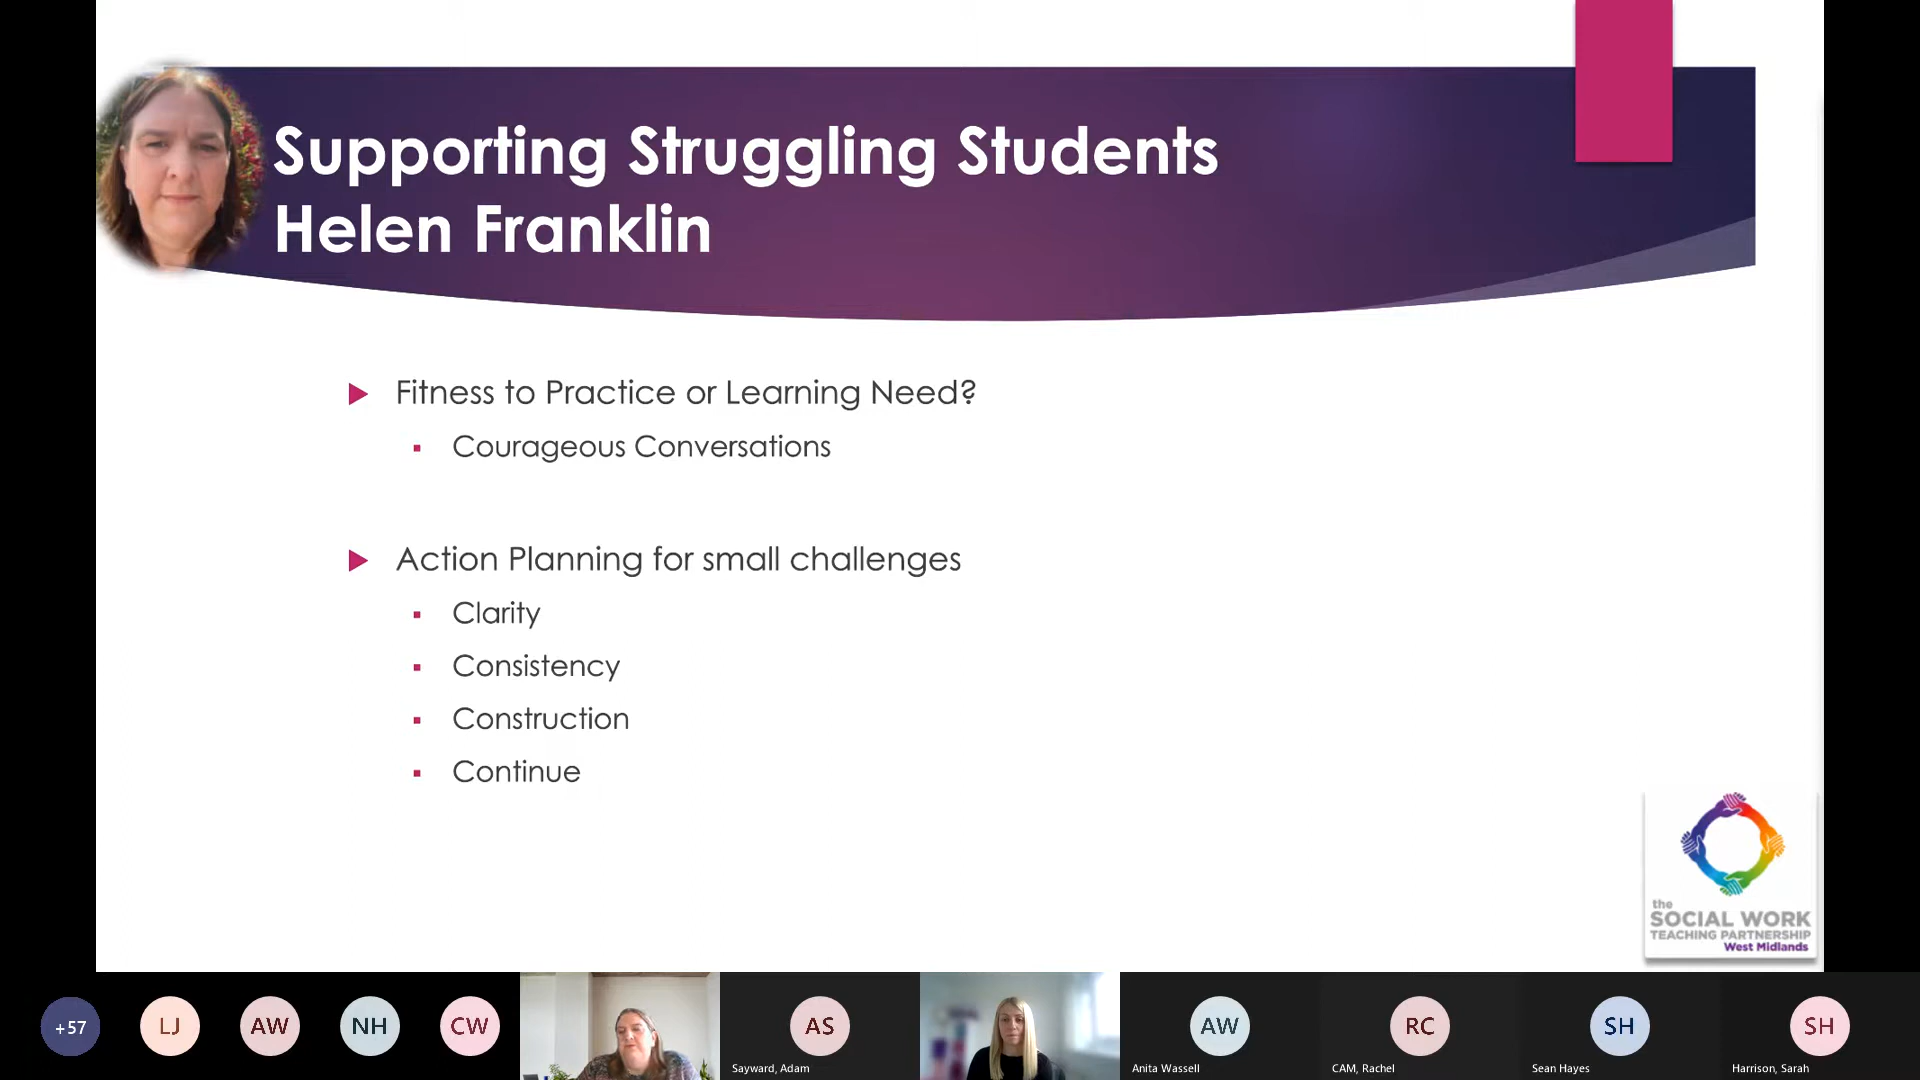 Supporting Struggling Students
Helen Franklin
Fitness to Practice or Learning Need?
Courageous Conversations
Action Planning for small challenges
Clarity
Consistency
Construction
Continue
the
SOCIAL WORK
TEACHING PARTNERSHIP
West Midlands
+57
LJ
AW
NH
CW
AS
Sayward, Adam
AW
Anita Wassell
RC
CAM, Rachel
SH
Sean Hayes
SH
Harrison, Sarah